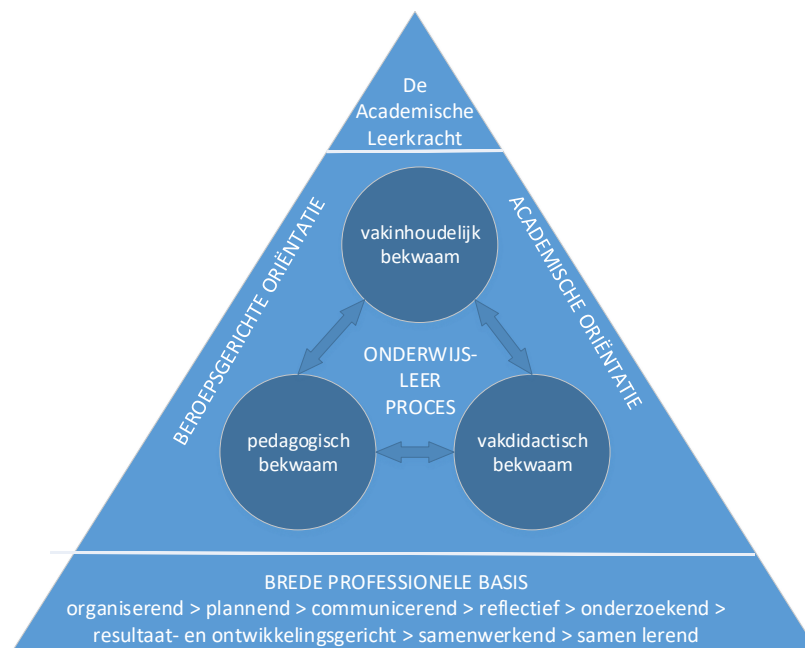 De
Academische
Leerkracht
BEROEPSGERICHTE ORIËNTATIE
ACADEMISCHE ORIËNTATIE
vakinhoudelijk
bekwaam
ONDERWIJS-
LEER
PROCES
pedagogisch
bekwaam
vakdidactisch
bekwaam
BREDE PROFESSIONELE BASIS
organiserend > plannend > communicerend > reflectief > onderzoekend >
resultaat- en ontwikkelingsgericht > samenwerkend > samen lerend